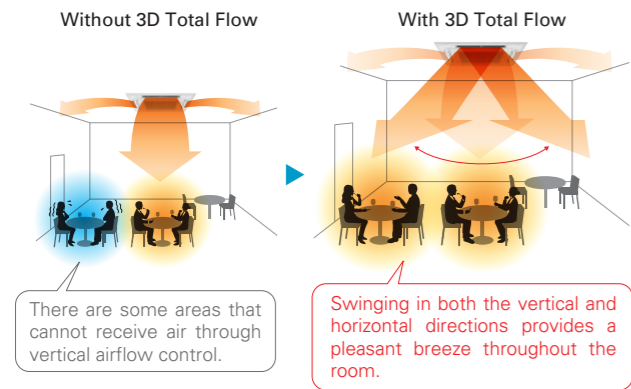 Without 3D Total Flow
With 3D Total Flow
There are some areas that
cannot receive air through
vertical airflow control.
Swinging in both the vertical and
horizontal directions provides a
pleasant breeze throughout the
room.